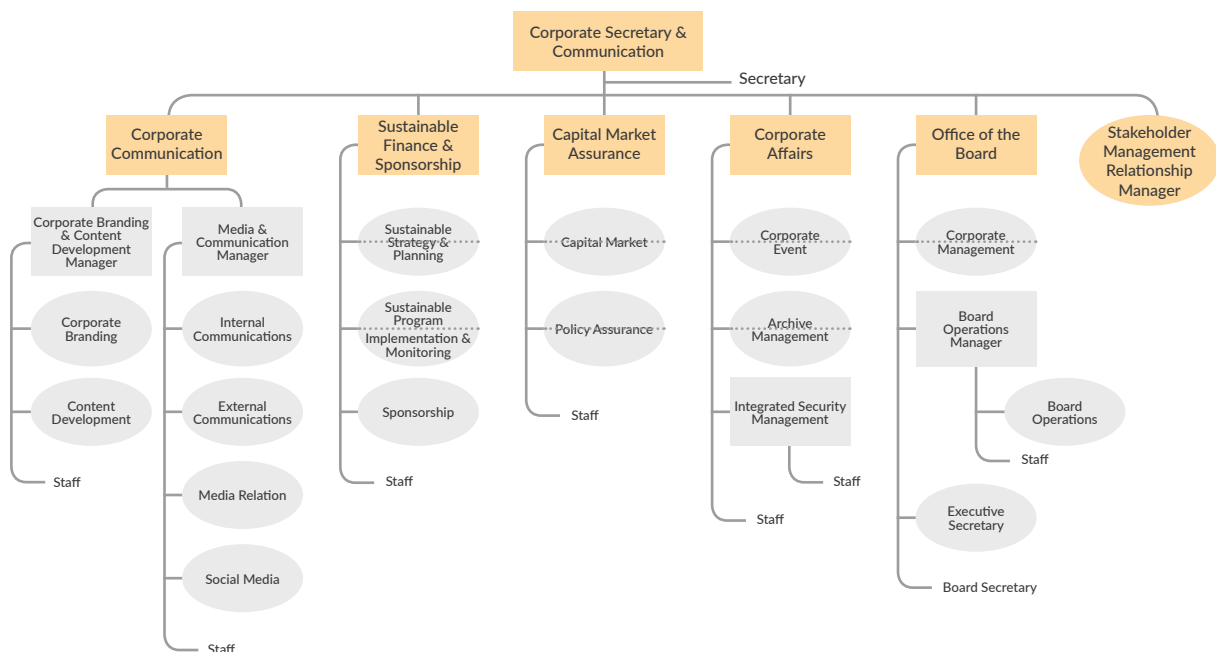 Corporate Secretary &
Communication
Secretary
Corporate
Communication
Sustainable
Finance &
Sponsorship
Capital Market
Assurance
Corporate
Affairs
Office of the
Board
Stakeholder
Management
Relationship
Manager
Corporate Branding
& Content
Development
Manager
Corporate
Branding
Content
Development
Staff
Media &
Communication
Manager
Internal
Communications
External
Communications
Media Relation
Social Media
Staff
Sustainable
Strategy &
Planning
Sustainable
Program
Implementation &
Monitoring
Sponsorship
Staff
Capital Market
Policy Assurance
Staff
Corporate
Event
Archive
Management
Integrated Security
Management
Staff
Staff
Corporate
Management
Board
Operations
Manager
Board
Operations
Staff
Executive
Secretary
Board Secretary